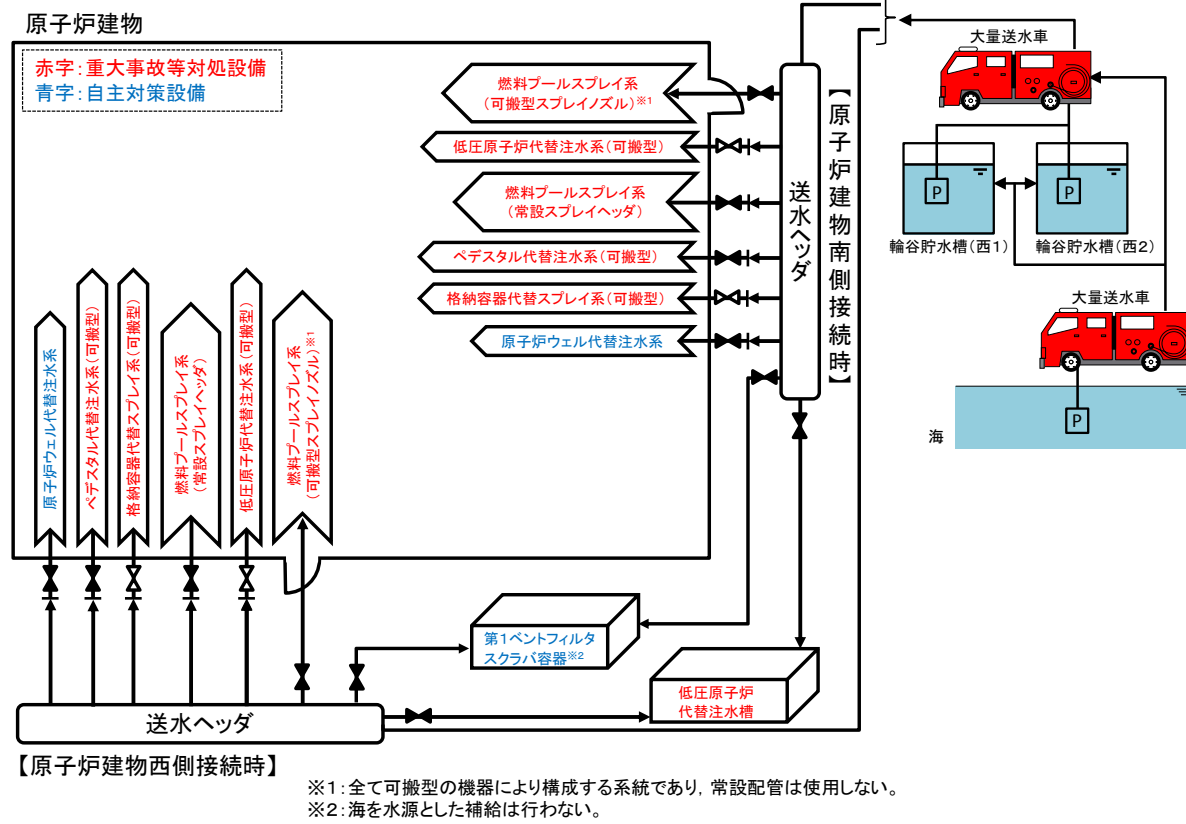 原子炉建物
赤字：重大事故等対処設備
青字：自主対策設備
燃料プールスプレイ系
（可搬型スプレイノズル）※1
低圧原子炉代替注水系（可搬型）
燃料プールスプレイ系
（常設スプレイヘッダ）
ペデスタル代替注水系（可搬型）
格納容器代替スプレイ系（可搬型）
原子炉ウェル代替注水系
送水ヘッダ
【原子炉建物南側接続時】
大量送水車
P
P
輪谷貯水槽（西1）
輪谷貯水槽（西2）
大量送水車
P
海
原子炉ウェル代替注水系
ペデスタル代替注水系（可搬型）
格納容器代替スプレイ系（可搬型）
燃料プールスプレイ系
（常設スプレイヘッダ）
低圧原子炉代替注水系（可搬型）
燃料プールスプレイ系
（可搬型スプレイノズル）※1
第1ベントフィルタ
スクラバ容器※2
低圧原子炉
代替注水槽
送水ヘッダ
【原子炉建物西側接続時】
※1：全て可搬型の機器により構成する系統であり，常設配管は使用しない。
※2：海を水源とした補給は行わない。